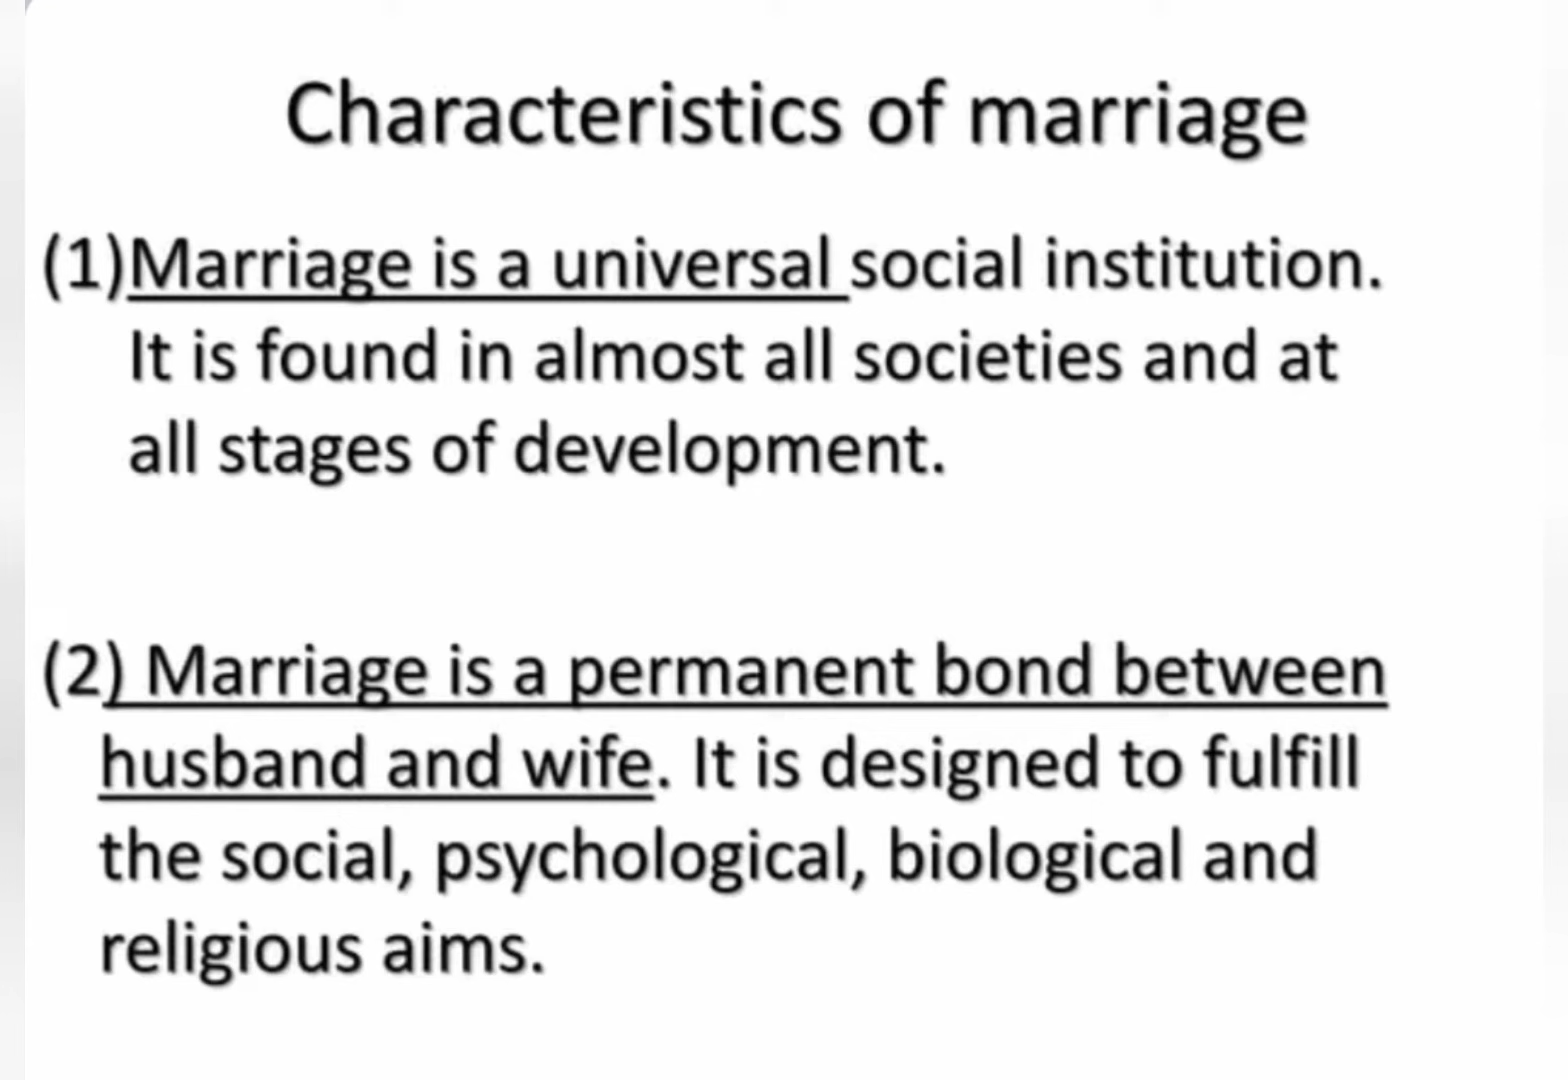 Characteristics of marriage
(1)Marriage is a universal social institution.
It is found in almost all societies and at
all stages of development.
(2) Marriage is a permanent bond between
husband and wife. It is designed to fulfill
the social, psychological, biological and
religious aims.